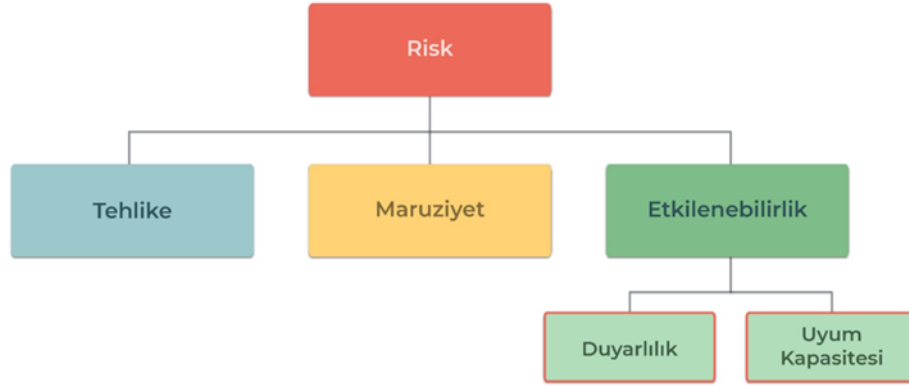 Risk
Tehlike
Maruziyet
Etkilenebilirlik
Duyarlılık
Uyum
Kapasitesi